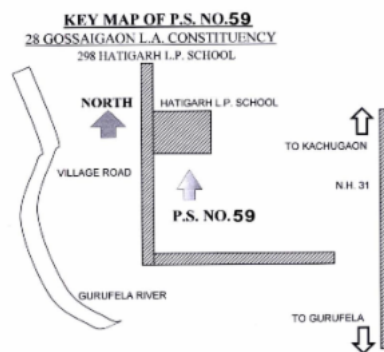 KEY MAP OF P.S. NO.59
28 GOSSAIGAON L.A. CONSTITUENCY
298 HATIGARH L.P. SCHOOL
NORTH
HATIGARH L.P. SCHOOL
TO KACHUGAON
VILLAGE ROAD
N.H. 31
P.S. NO.59
GURUFELA RIVER
TO GURUFELA